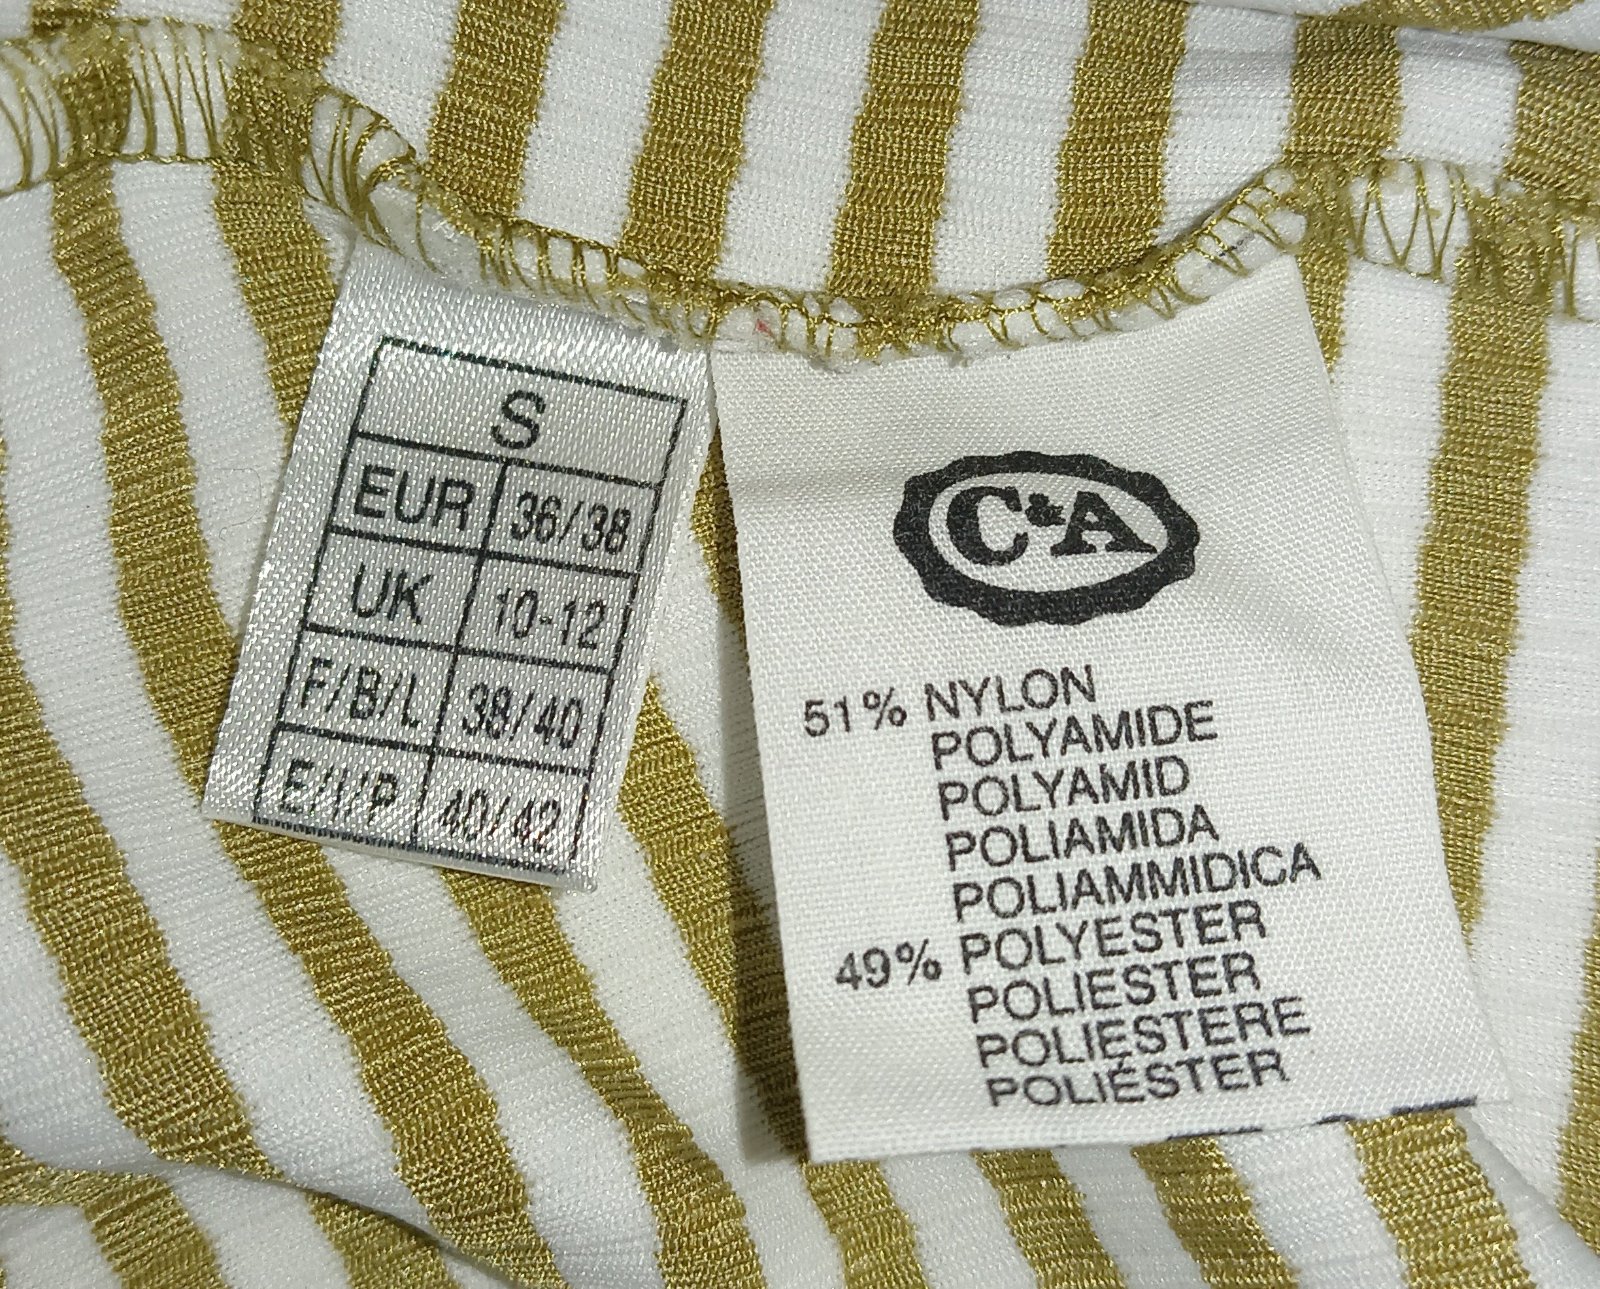 S
EUR 36/38
UK 10-12
F/B/L 38/40
E/I/P 40/42
C&A
51% NYLON
POLYAMIDE
POLYAMID
POLIAMIDA
POLIAMMIDICA
49% POLYESTER
POLIESTER
POLIESTERE
POLIÉSTER